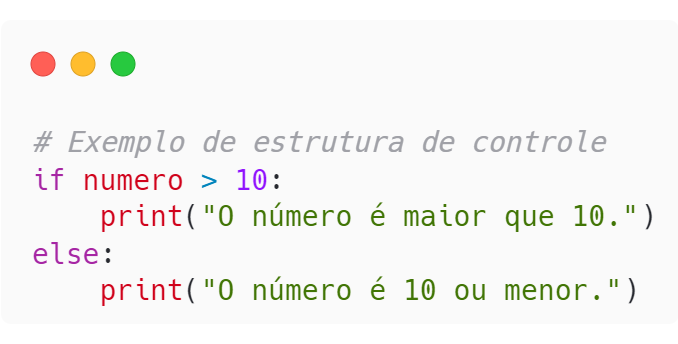 # Exemplo de estrutura de controle
if numero > 10:
    print("O número é maior que 10.")
else:
    print("O número é 10 ou menor.")